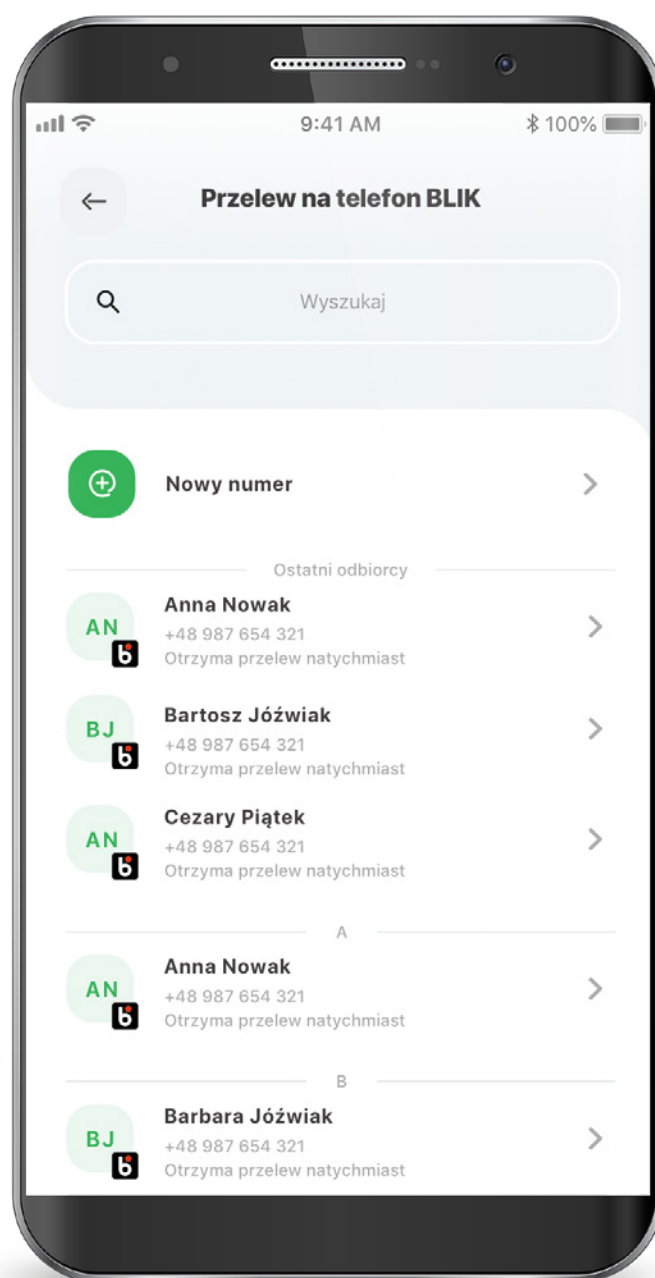 9:41 AM
100%
Przelew na telefon BLIK
Wyszukaj
Nowy numer
Ostatni odbiorcy
AN
Anna Nowak
+48 987 654 321
Otrzyma przelew natychmiast
BJ
Bartosz Jóźwiak
+48 987 654 321
Otrzyma przelew natychmiast
AN
Cezary Piątek
+48 987 654 321
Otrzyma przelew natychmiast
A
AN
Anna Nowak
+48 987 654 321
Otrzyma przelew natychmiast
B
BJ
Barbara Jóźwiak
+48 987 654 321
Otrzyma przelew natychmiast